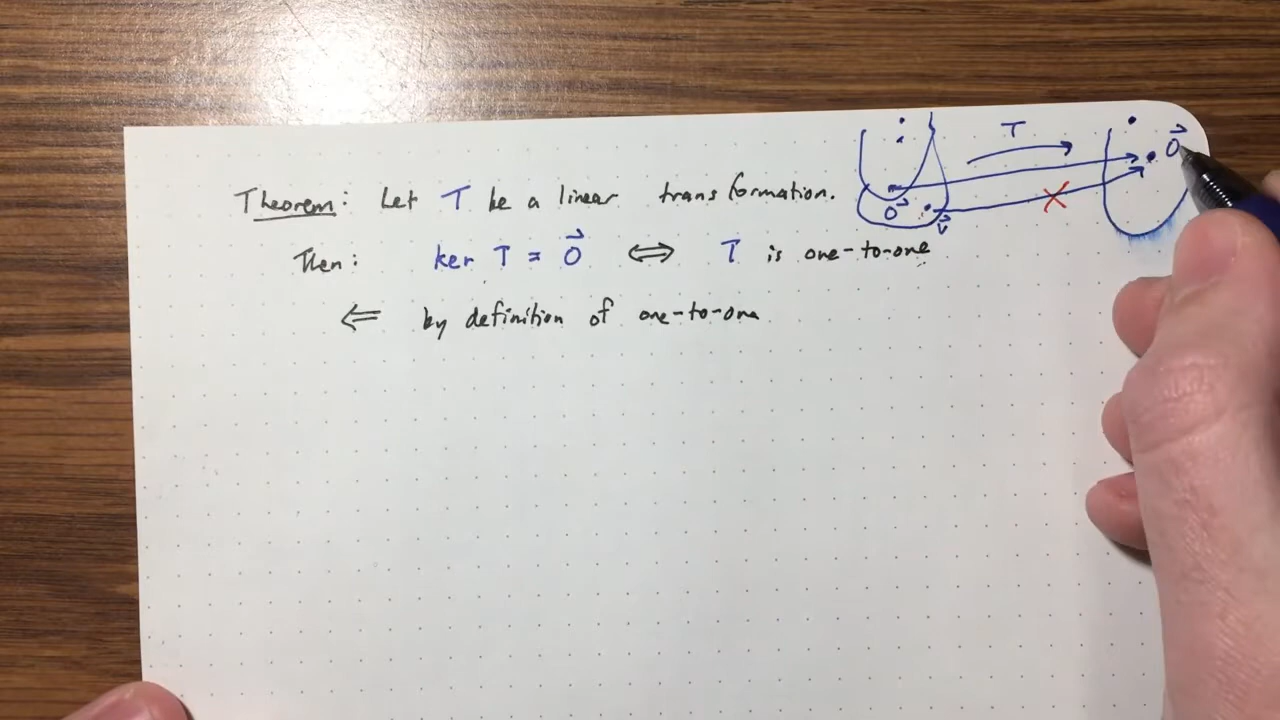 T
0⃗
Theorem: Let T be a linear transformation.
0⃗
v⃗
Then: ker T = 0⃗ ⟺ T is one-to-one
⟸ by definition of one-to-one